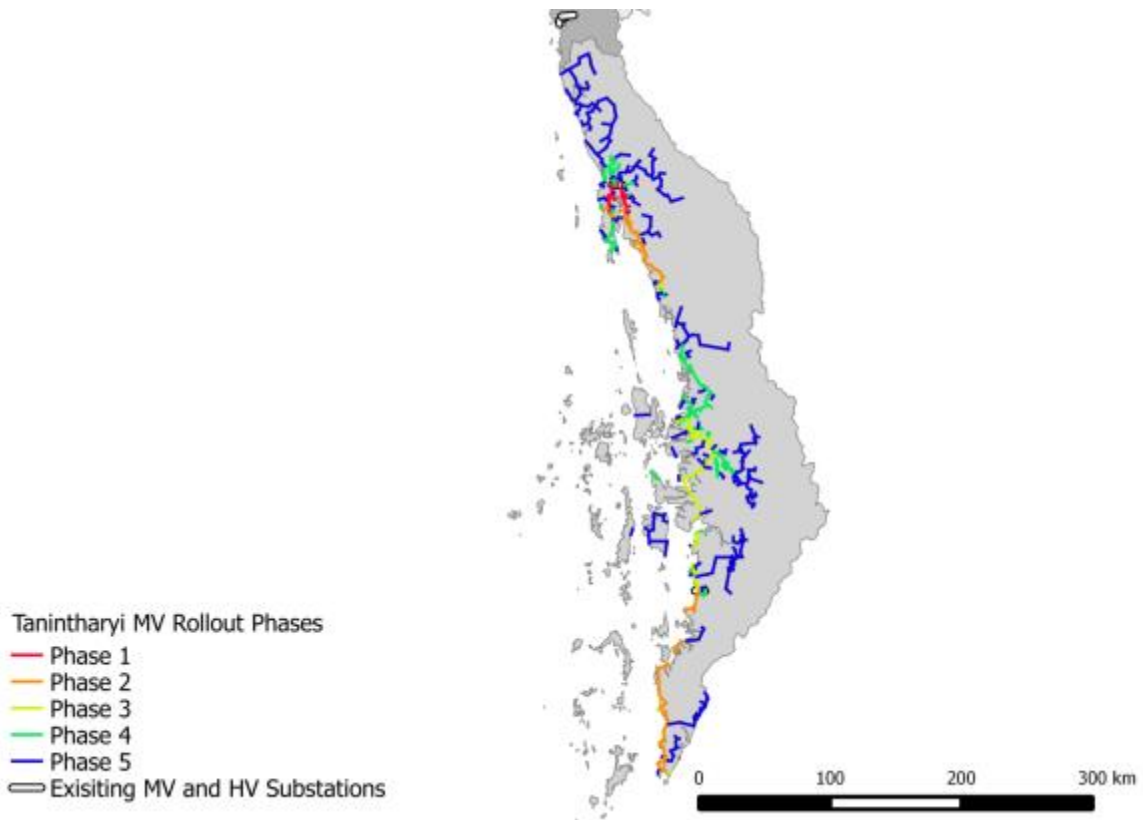 Tanintharyi MV Rollout Phases
Phase 1
Phase 2
Phase 3
Phase 4
Phase 5
Exisiting MV and HV Substations
0 100 200 300 km